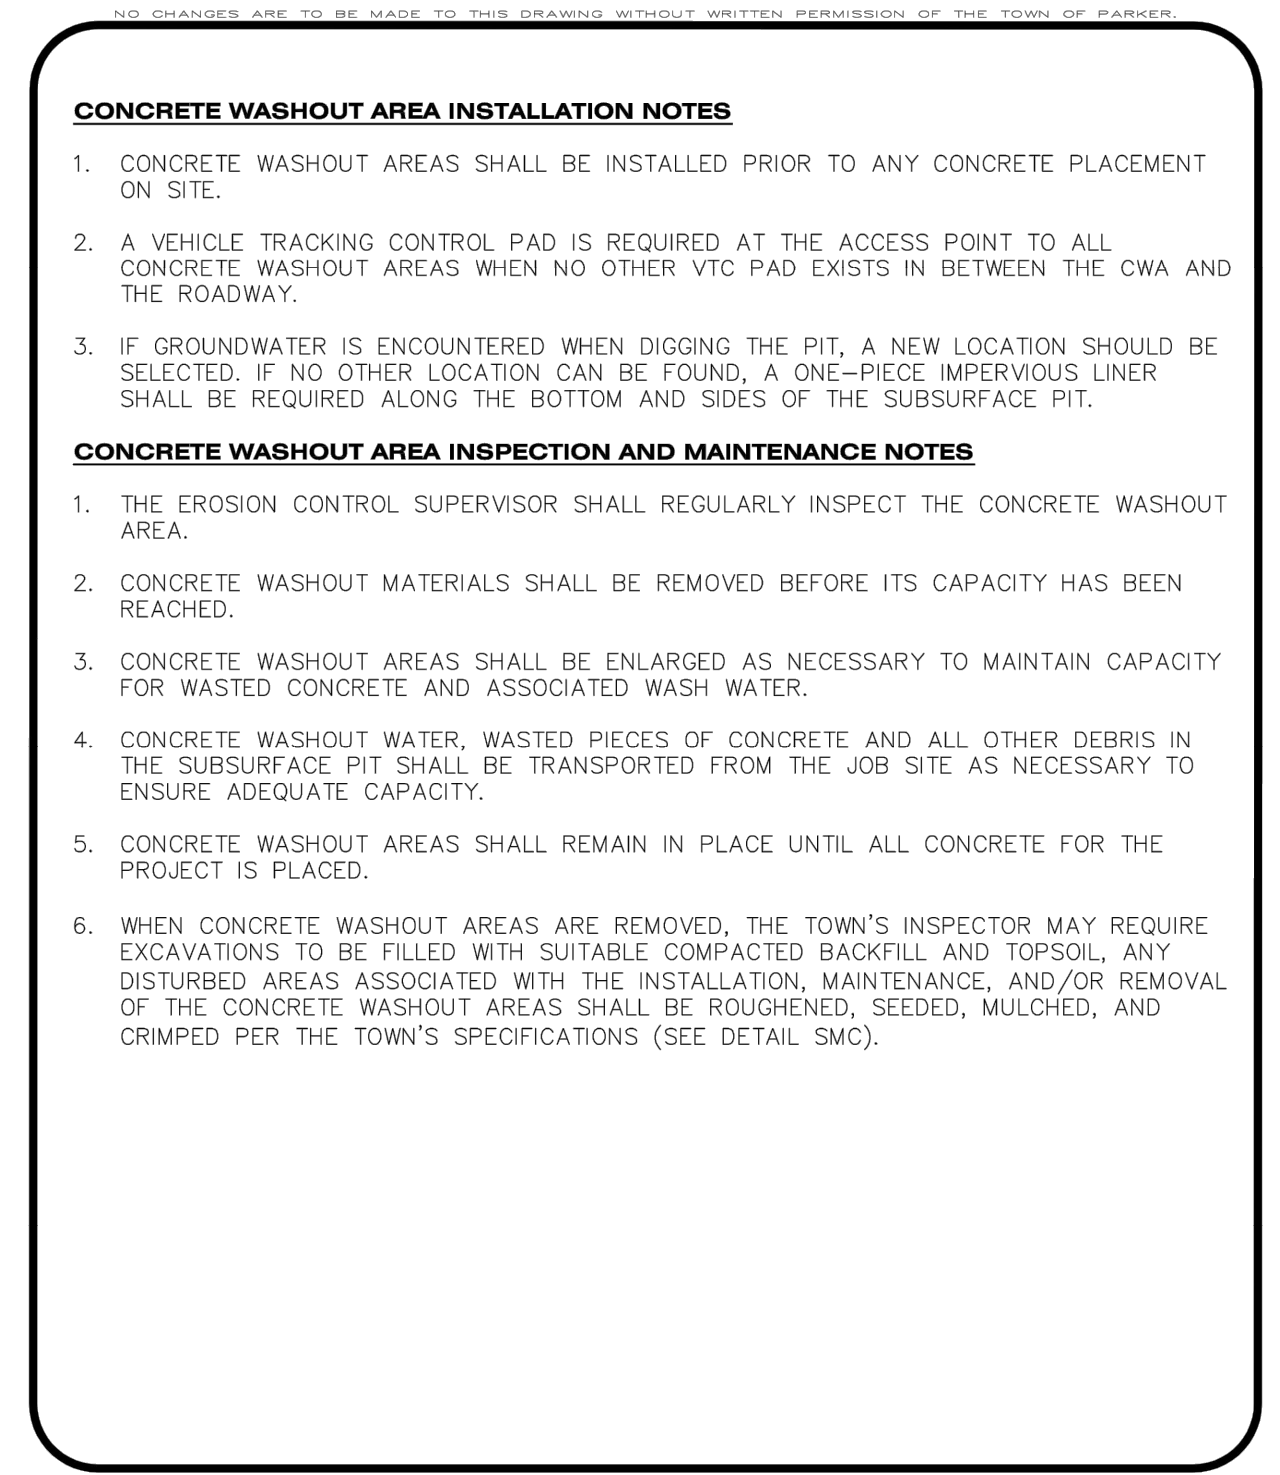 NO CHANGES ARE TO BE MADE TO THIS DRAWING WITHOUT WRITTEN PERMISSION OF THE TOWN OF PARKER.
CONCRETE WASHOUT AREA INSTALLATION NOTES
1. CONCRETE WASHOUT AREAS SHALL BE INSTALLED PRIOR TO ANY CONCRETE PLACEMENT
ON SITE.
2. A VEHICLE TRACKING CONTROL PAD IS REQUIRED AT THE ACCESS POINT TO ALL
CONCRETE WASHOUT AREAS WHEN NO OTHER VTC PAD EXISTS IN BETWEEN THE CWA AND
THE ROADWAY.
3. IF GROUNDWATER IS ENCOUNTERED WHEN DIGGING THE PIT, A NEW LOCATION SHOULD BE
SELECTED. IF NO OTHER LOCATION CAN BE FOUND, A ONE-PIECE IMPERVIOUS LINER
SHALL BE REQUIRED ALONG THE BOTTOM AND SIDES OF THE SUBSURFACE PIT.
CONCRETE WASHOUT AREA INSPECTION AND MAINTENANCE NOTES
1. THE EROSION CONTROL SUPERVISOR SHALL REGULARLY INSPECT THE CONCRETE WASHOUT
AREA.
2. CONCRETE WASHOUT MATERIALS SHALL BE REMOVED BEFORE ITS CAPACITY HAS BEEN
REACHED.
3. CONCRETE WASHOUT AREAS SHALL BE ENLARGED AS NECESSARY TO MAINTAIN CAPACITY
FOR WASTED CONCRETE AND ASSOCIATED WASH WATER.
4. CONCRETE WASHOUT WATER, WASTED PIECES OF CONCRETE AND ALL OTHER DEBRIS IN
THE SUBSURFACE PIT SHALL BE TRANSPORTED FROM THE JOB SITE AS NECESSARY TO
ENSURE ADEQUATE CAPACITY.
5. CONCRETE WASHOUT AREAS SHALL REMAIN IN PLACE UNTIL ALL CONCRETE FOR THE
PROJECT IS PLACED.
6. WHEN CONCRETE WASHOUT AREAS ARE REMOVED, THE TOWN'S INSPECTOR MAY REQUIRE
EXCAVATIONS TO BE FILLED WITH SUITABLE COMPACTED BACKFILL AND TOPSOIL, ANY
DISTURBED AREAS ASSOCIATED WITH THE INSTALLATION, MAINTENANCE, AND/OR REMOVAL
OF THE CONCRETE WASHOUT AREAS SHALL BE ROUGHENED, SEEDED, MULCHED, AND
CRIMPED PER THE TOWN'S SPECIFICATIONS (SEE DETAIL SMC).